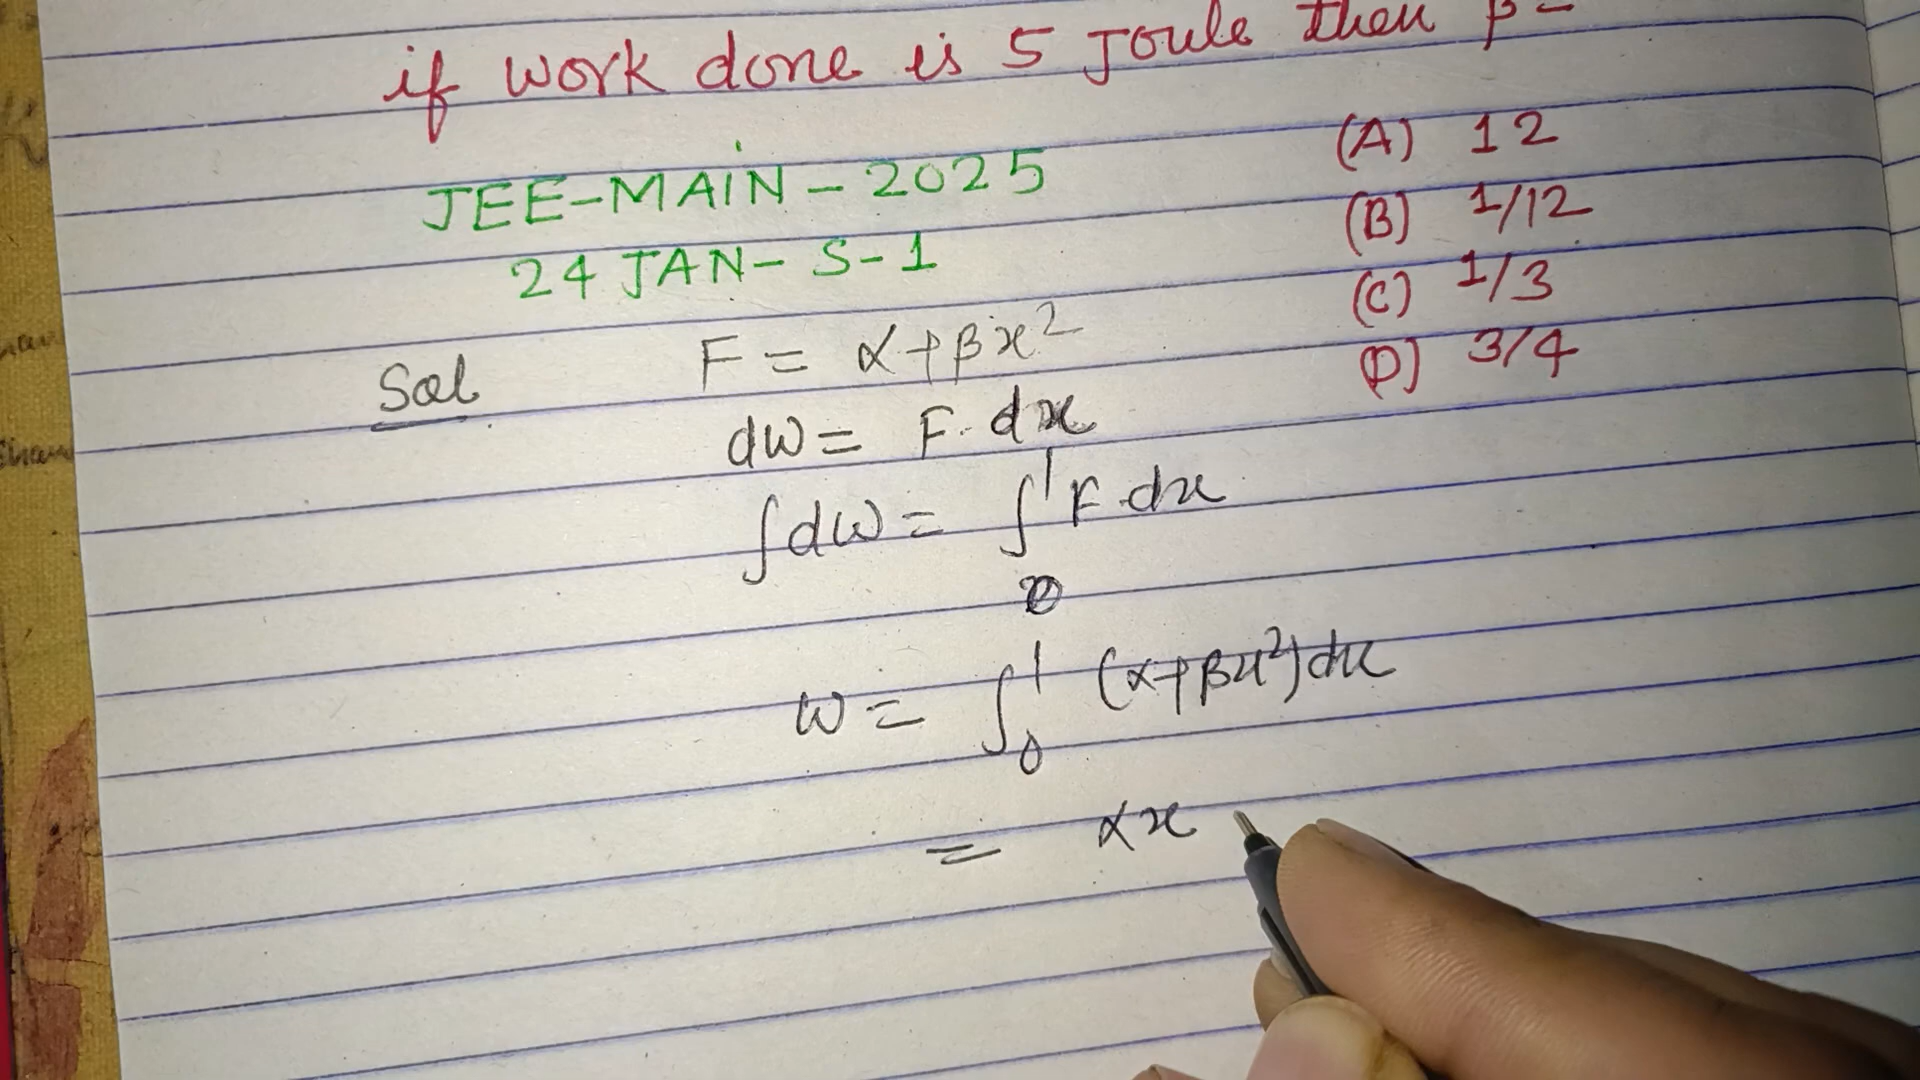 if work done is 5 Joule then β=
JEE-MAIN-2025
24 JAN-S-1
(A) 12
(B) 1/12
(C) 1/3
(D) 3/4
Sol
F = α+βx²
dW = F. dx
∫dW = ∫₀¹ F dx
W = ∫₀¹ (α+βx²)dx
= αx